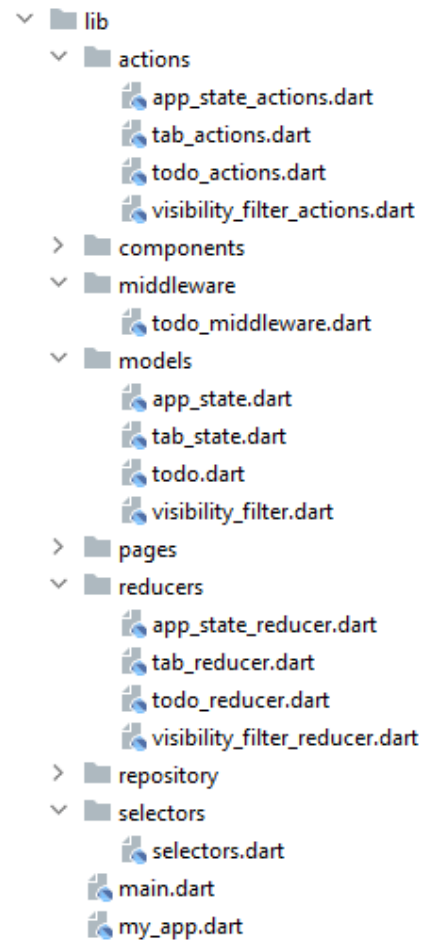 lib
actions
app_state_actions.dart
tab_actions.dart
todo_actions.dart
visibility_filter_actions.dart
components
middleware
todo_middleware.dart
models
app_state.dart
tab_state.dart
todo.dart
visibility_filter.dart
pages
reducers
app_state_reducer.dart
tab_reducer.dart
todo_reducer.dart
visibility_filter_reducer.dart
repository
selectors
selectors.dart
main.dart
my_app.dart